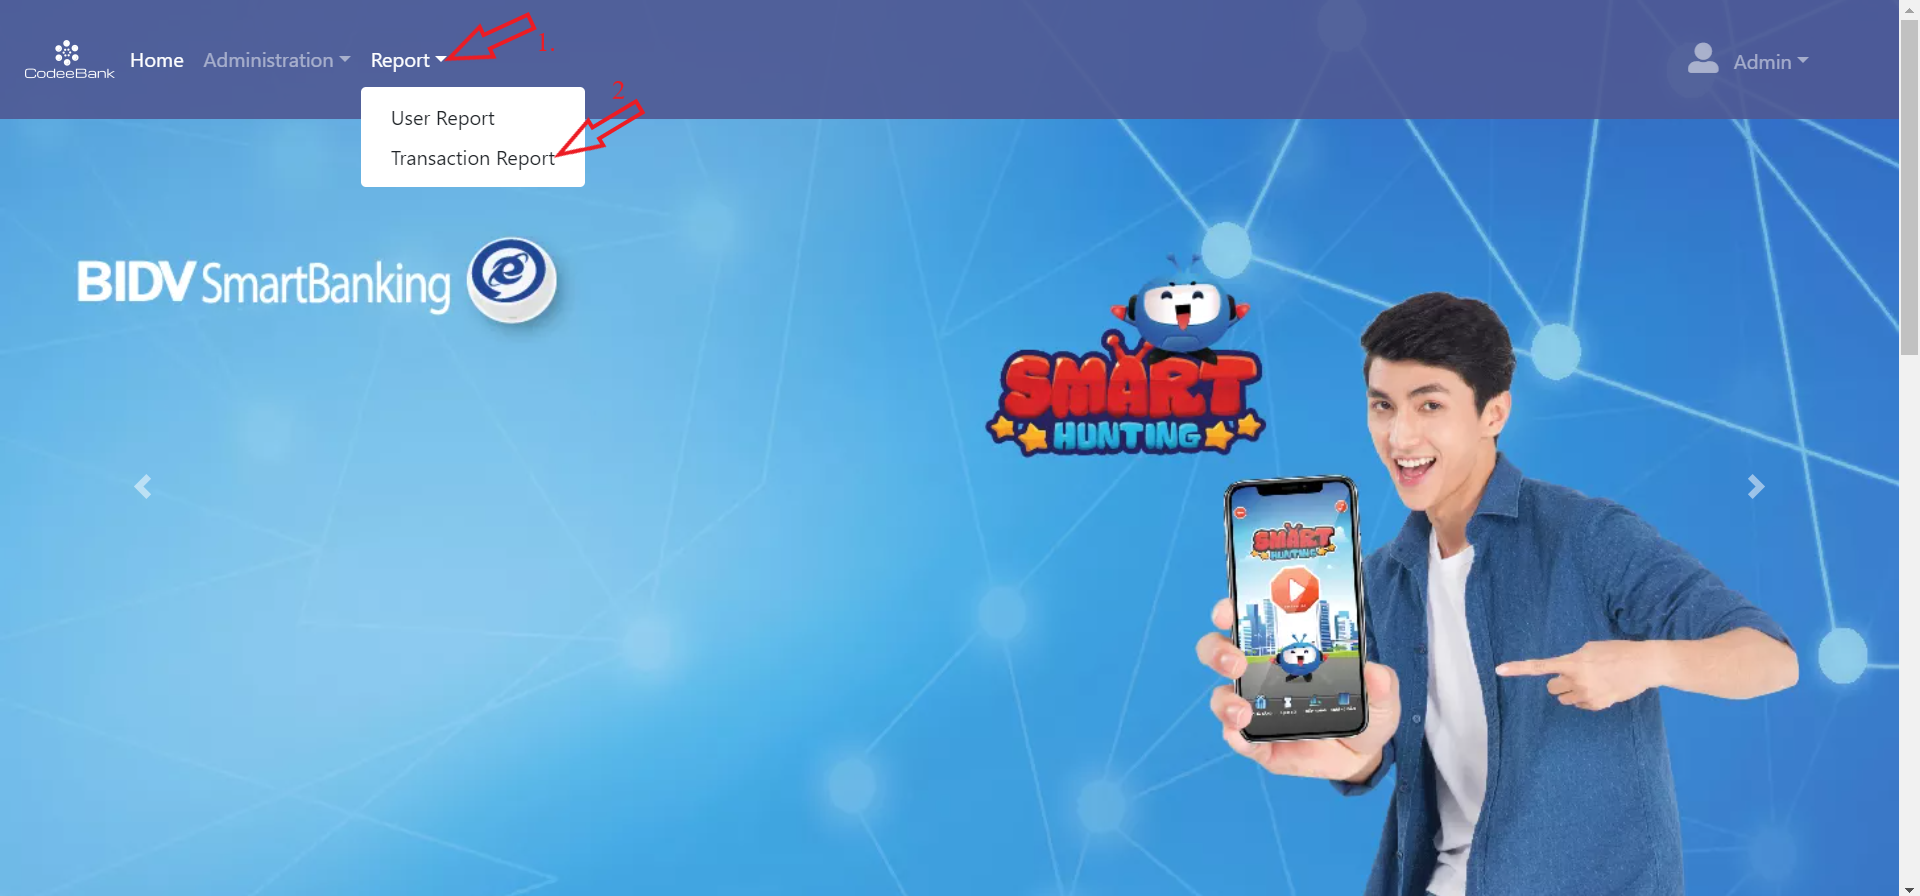 CodeeBank
Home
Administration
Report
1.
Admin
2
User Report
Transaction Report
BIDV SmartBanking
SMART
HUNTING
SMART
HUNTING